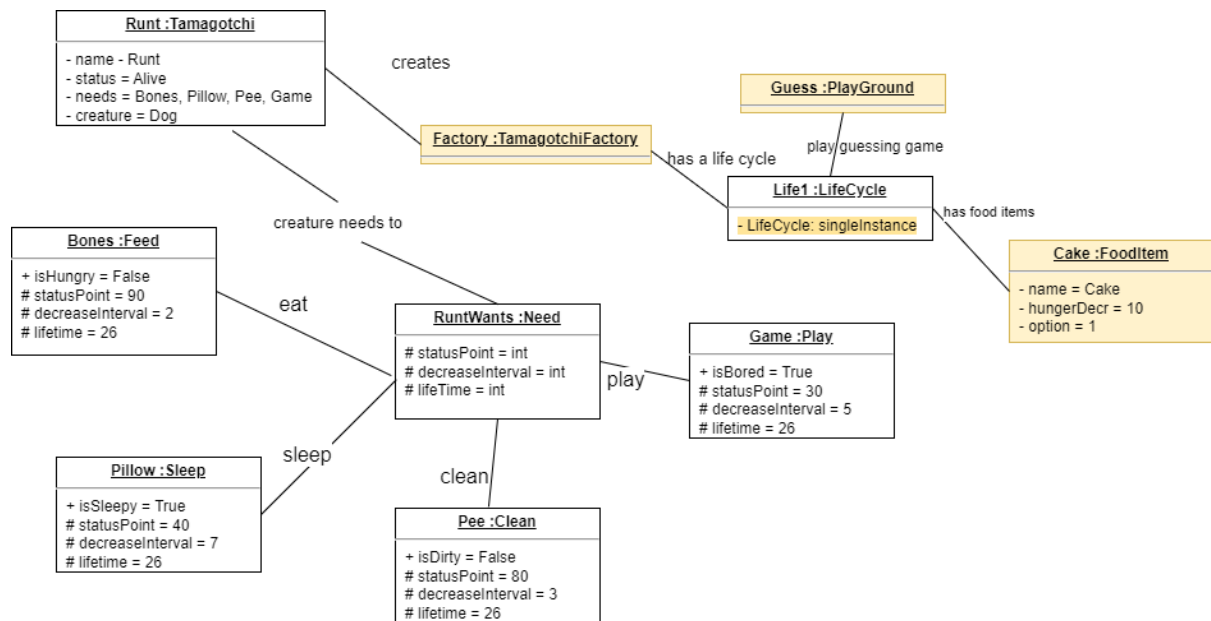 Runt :Tamagotchi
- name - Runt
- status = Alive
- needs = Bones, Pillow, Pee, Game
- creature = Dog
creates
Guess :PlayGround
Factory :TamagotchiFactory
play guessing game
has a life cycle
Life1 :LifeCycle
- LifeCycle: singleInstance
has food items
creature needs to
Bones :Feed
+ isHungry = False
# statusPoint = 90
# decreaseInterval = 2
# lifetime = 26
Cake :FoodItem
- name = Cake
- hungerDecr = 10
- option = 1
eat
RuntWants :Need
# statusPoint = int
# decreaseInterval = int
# lifeTime = int
play
Game :Play
+ isBored = True
# statusPoint = 30
# decreaseInterval = 5
# lifetime = 26
sleep
Pillow :Sleep
+ isSleepy = True
# statusPoint = 40
# decreaseInterval = 7
# lifetime = 26
clean
Pee :Clean
+ isDirty = False
# statusPoint = 80
# decreaseInterval = 3
# lifetime = 26